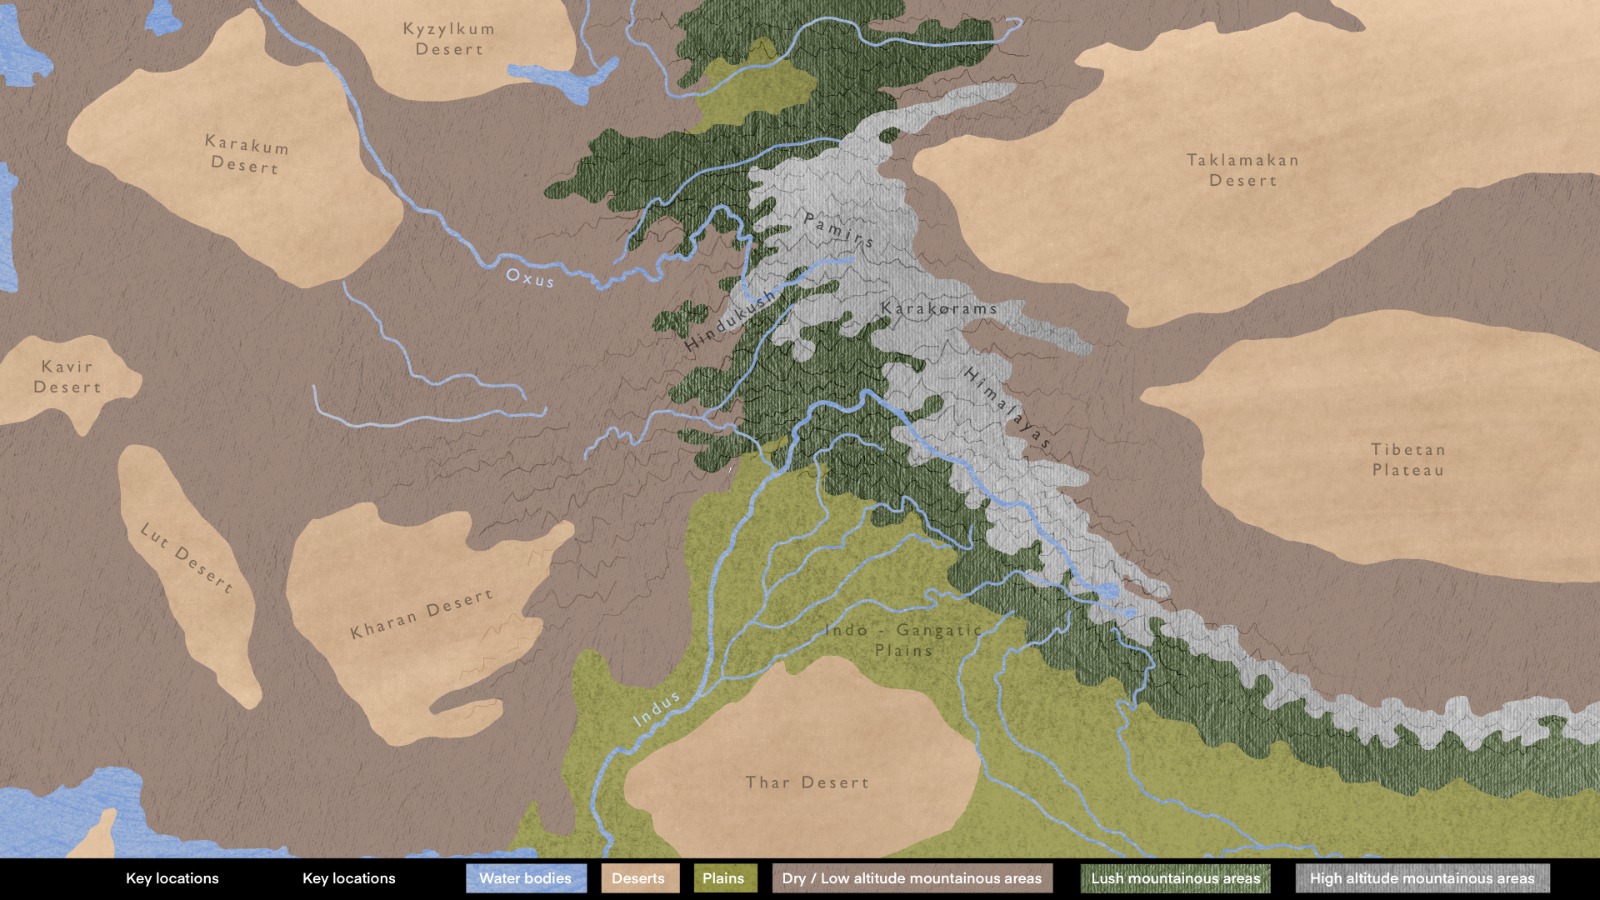 Kyzylkum
Desert
Karakum
Desert
Taklamakan
Desert
Pamirs
Oxus
Hindukush
Karakorams
Kavir
Desert
Himalayas
Tibetan
Plateau
Lut Desert
Kharan Desert
Indo - Gangatic
Plains
Indus
Thar Desert
Key locations
Key locations
Water bodies
Deserts
Plains
Dry / Low altitude mountainous areas
Lush mountainous areas
High altitude mountainous areas